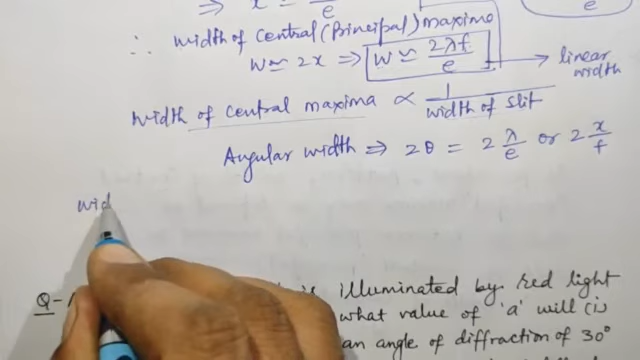 ⇒ x = e
e
∴ width of central (Principal) maxima
W ≃ 2x ⇒ W ≃ 2λf/e → linear width
Width of central maxima ∝ 1/width of slit
Angular width ⇒ 2θ = 2 λ/e or 2 x/f
wid
Q-1 illuminated by red light
what value of 'a' will (is
an angle of diffraction of 30°